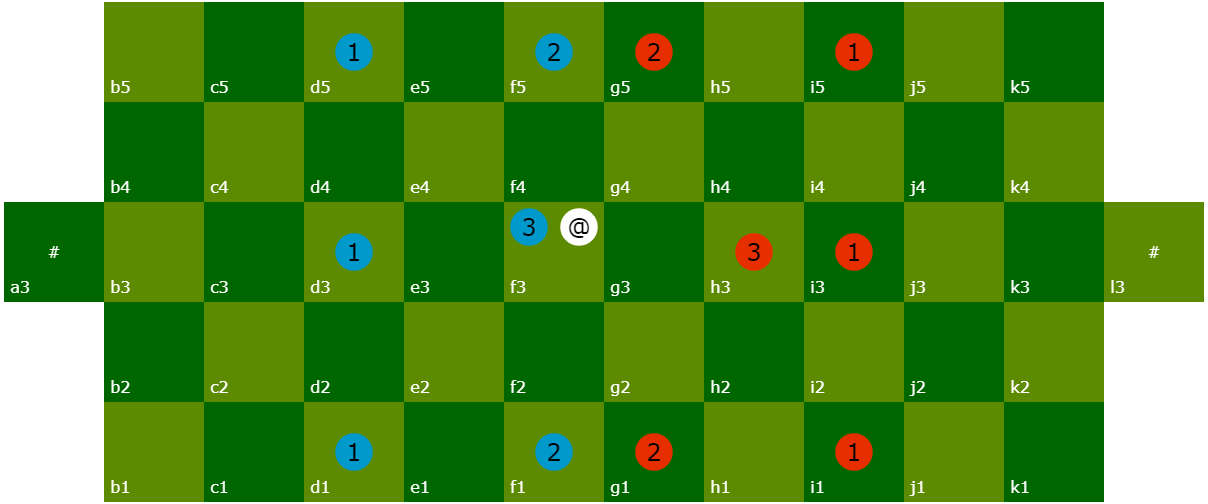 1 2 2 1
b5 c5 d5 e5 f5 g5 h5 i5 j5 k5
b4 c4 d4 e4 f4 g4 h4 i4 j4 k4
3 @
# 1 3 1 #
a3 b3 c3 d3 e3 f3 g3 h3 i3 j3 k3 l3
b2 c2 d2 e2 f2 g2 h2 i2 j2 k2
1 2 2 1
b1 c1 d1 e1 f1 g1 h1 i1 j1 k1